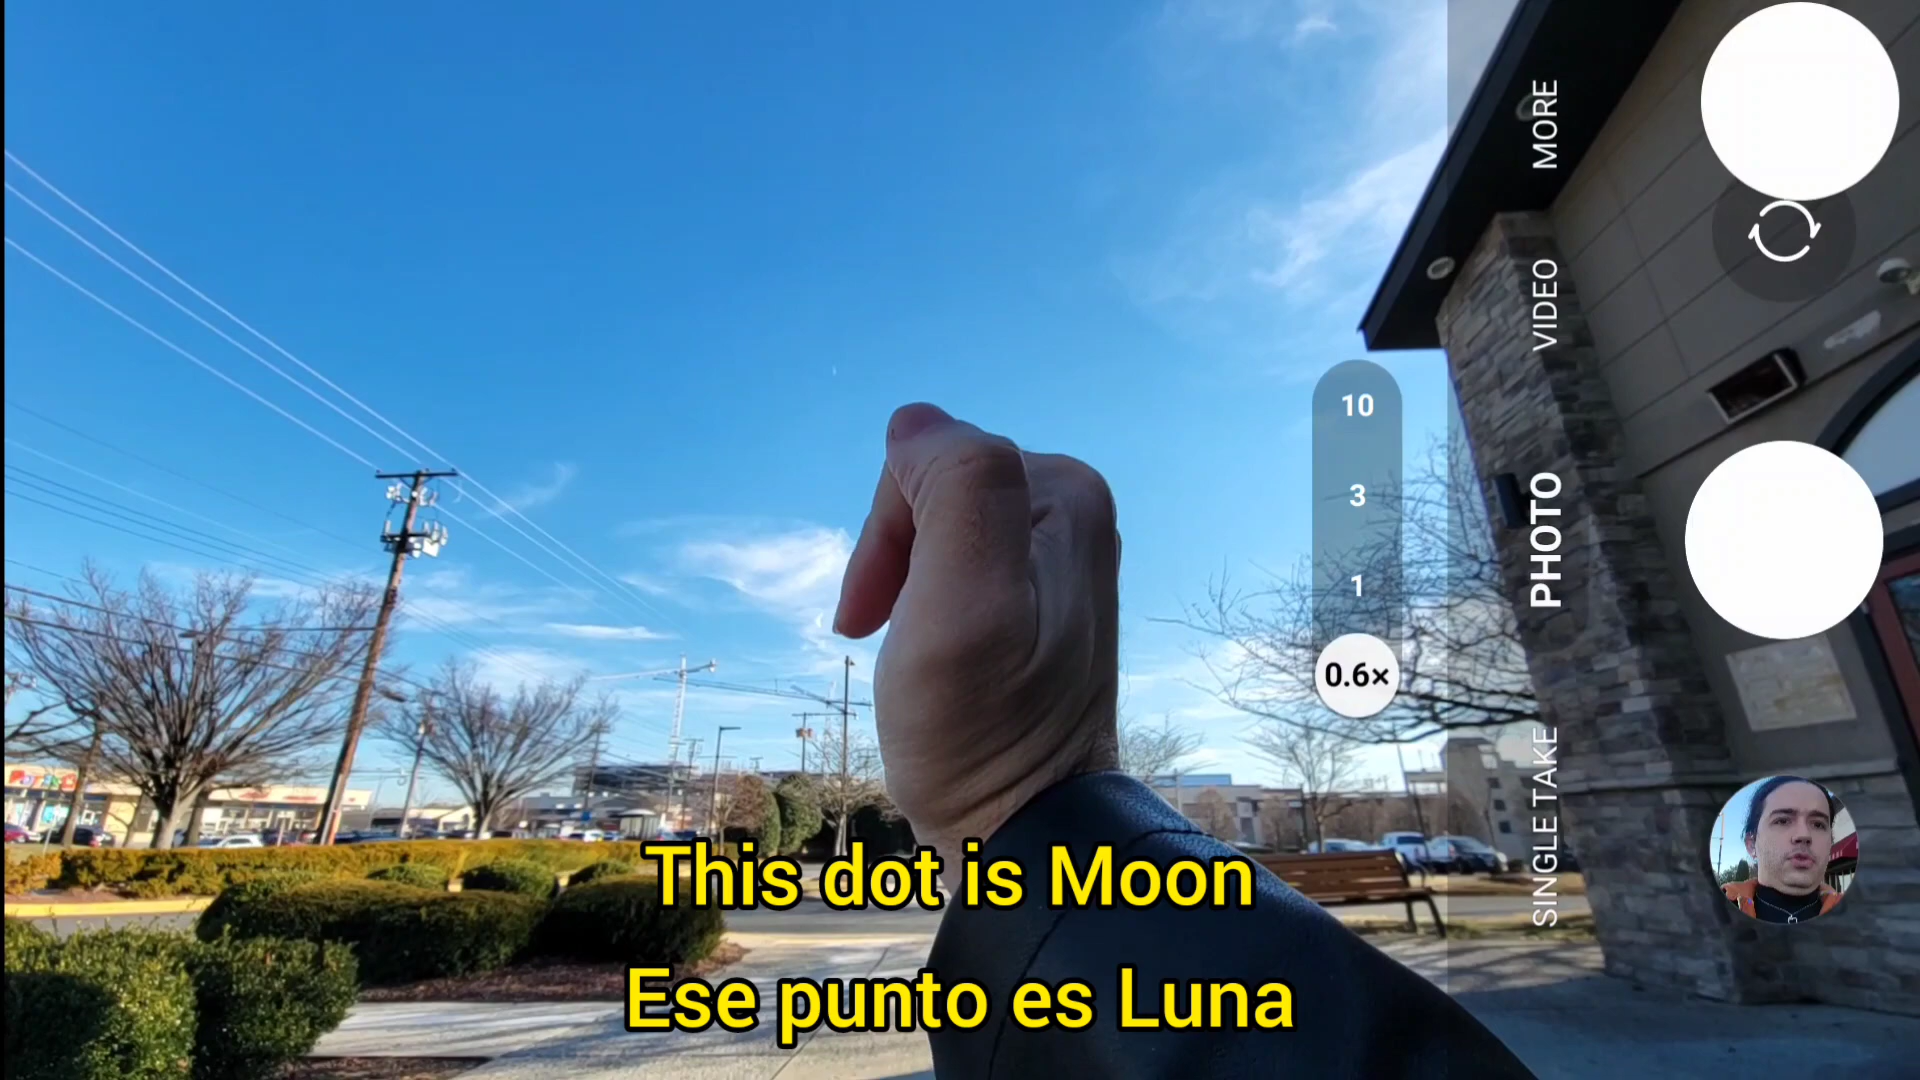 MORE
VIDEO
PHOTO
SINGLE TAKE
10
3
1
0.6×
This dot is Moon
Ese punto es Luna